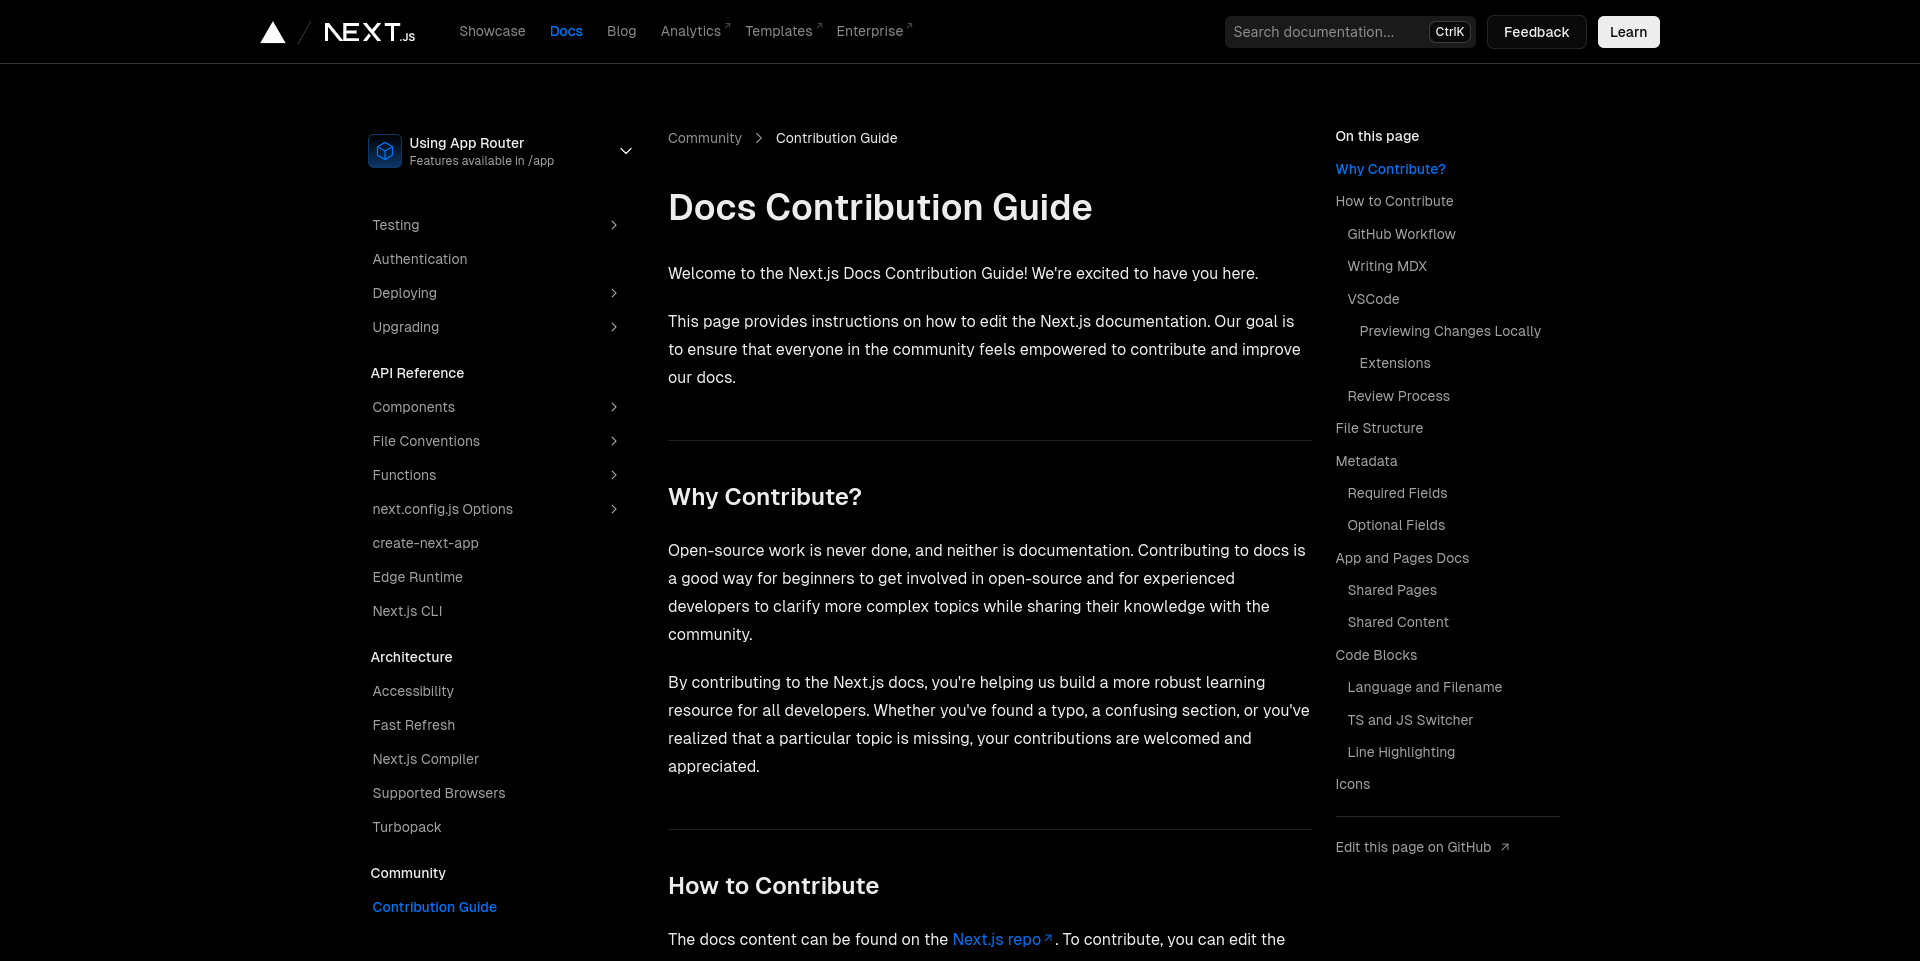 NEXT.JS
Showcase
Docs
Blog
Analytics
Templates
Enterprise
Search documentation...
CtrlK
Feedback
Learn
Using App Router
Features available in /app
Testing
Authentication
Deploying
Upgrading
API Reference
Components
File Conventions
Functions
next.config.js Options
create-next-app
Edge Runtime
Next.js CLI
Architecture
Accessibility
Fast Refresh
Next.js Compiler
Supported Browsers
Turbopack
Community
Contribution Guide
Community
Contribution Guide
Docs Contribution Guide
Welcome to the Next.js Docs Contribution Guide! We're excited to have you here.
This page provides instructions on how to edit the Next.js documentation. Our goal is
to ensure that everyone in the community feels empowered to contribute and improve
our docs.
Why Contribute?
Open-source work is never done, and neither is documentation. Contributing to docs is
a good way for beginners to get involved in open-source and for experienced
developers to clarify more complex topics while sharing their knowledge with the
community.
By contributing to the Next.js docs, you're helping us build a more robust learning
resource for all developers. Whether you've found a typo, a confusing section, or you've
realized that a particular topic is missing, your contributions are welcomed and
appreciated.
How to Contribute
The docs content can be found on the Next.js repo. To contribute, you can edit the
On this page
Why Contribute?
How to Contribute
GitHub Workflow
Writing MDX
VSCode
Previewing Changes Locally
Extensions
Review Process
File Structure
Metadata
Required Fields
Optional Fields
App and Pages Docs
Shared Pages
Shared Content
Code Blocks
Language and Filename
TS and JS Switcher
Line Highlighting
Icons
Edit this page on GitHub